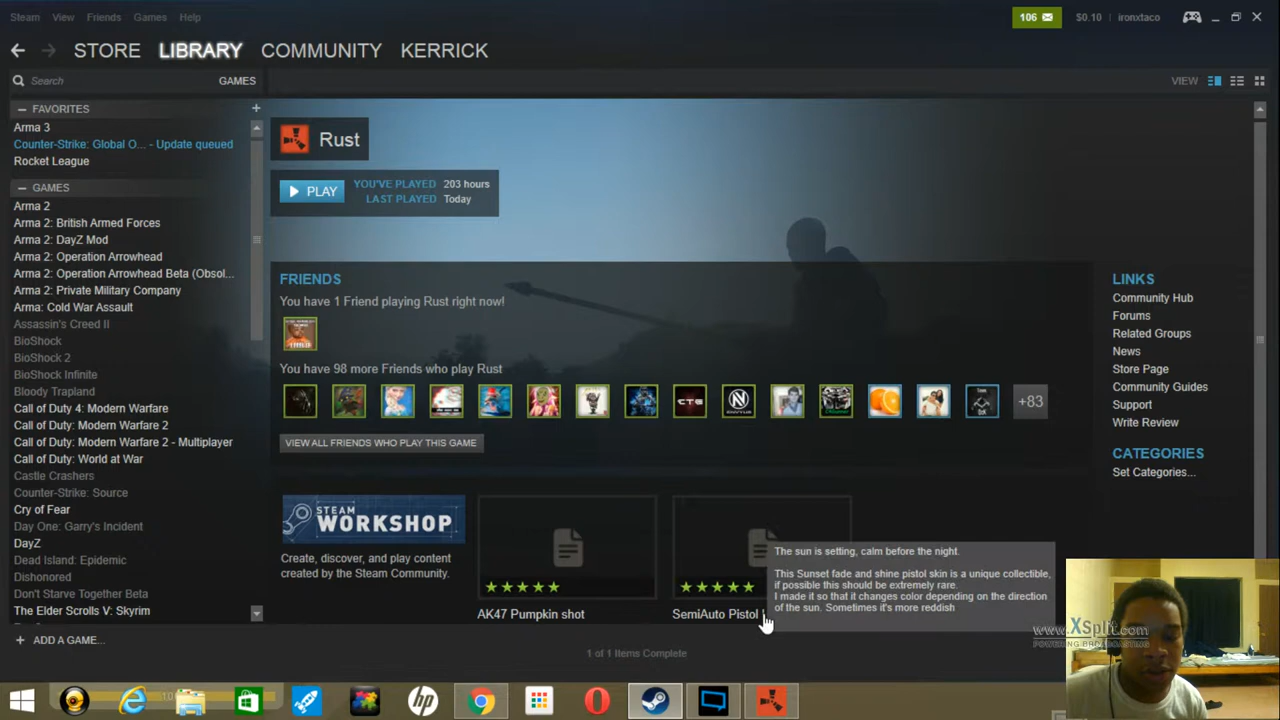 Steam View Friends Games Help
106 $0.10 ironxtaco
STORE LIBRARY COMMUNITY KERRICK
Search GAMES VIEW
FAVORITES
Arma 3
Counter-Strike: Global O... - Update queued
Rocket League
GAMES
Arma 2
Arma 2: British Armed Forces
Arma 2: DayZ Mod
Arma 2: Operation Arrowhead
Arma 2: Operation Arrowhead Beta (Obsol...
Arma 2: Private Military Company
Arma: Cold War Assault
Assassin's Creed II
BioShock
BioShock 2
BioShock Infinite
Bloody Trapland
Call of Duty 4: Modern Warfare
Call of Duty: Modern Warfare 2
Call of Duty: Modern Warfare 2 - Multiplayer
Call of Duty: World at War
Castle Crashers
Counter-Strike: Source
Cry of Fear
Day One: Garry's Incident
DayZ
Dead Island: Epidemic
Dishonored
Don't Starve Together Beta
The Elder Scrolls V: Skyrim
+ ADD A GAME...
Rust
PLAY
YOU'VE PLAYED 203 hours
LAST PLAYED Today
FRIENDS
You have 1 Friend playing Rust right now!
You have 98 more Friends who play Rust
CTG
ENVYUS
+83
VIEW ALL FRIENDS WHO PLAY THIS GAME
STEAM
WORKSHOP
Create, discover, and play content
created by the Steam Community.
AK47 Pumpkin shot
SemiAuto Pistol
The sun is setting, calm before the night.
This Sunset fade and shine pistol skin is a unique collectible,
if possible this should be extremely rare.
I made it so that it changes color depending on the direction
of the sun. Sometimes it's more reddish
1 of 1 Items Complete
LINKS
Community Hub
Forums
Related Groups
News
Store Page
Community Guides
Support
Write Review
CATEGORIES
Set Categories...
www.XSplit.com
POWERING BROADCASTING
hp